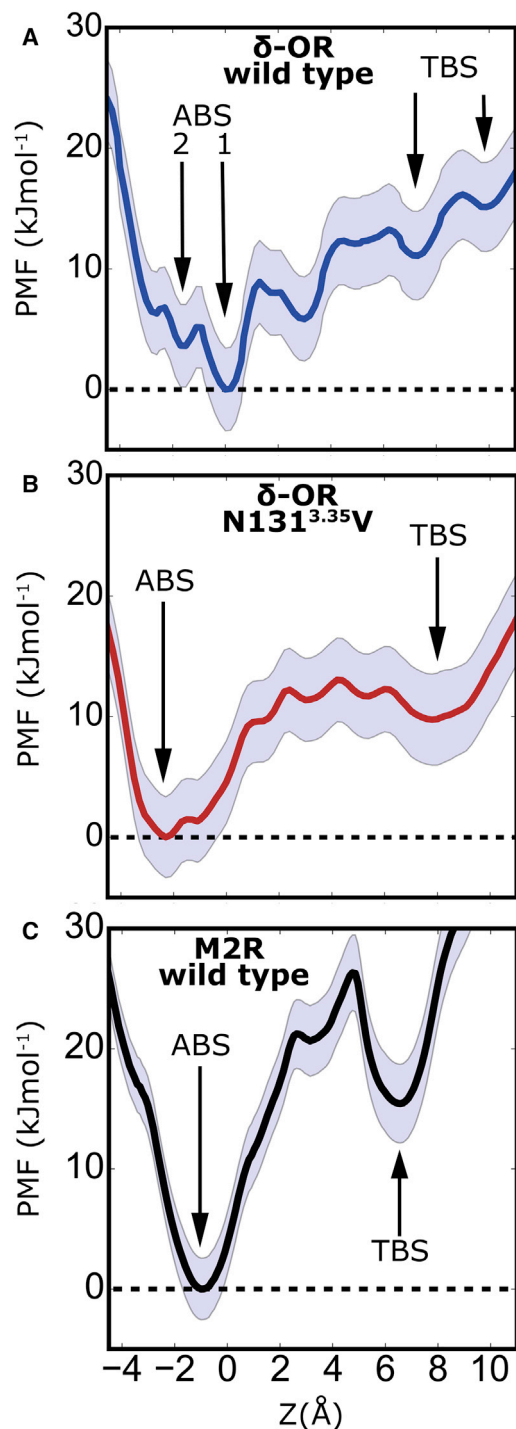 A
δ-OR
wild type
TBS
ABS
2 1
PMF (kJmol⁻¹)
30
20
10
0
B
δ-OR
N131³·³⁵V
TBS
ABS
PMF (kJmol⁻¹)
30
20
10
0
C
M2R
wild type
ABS
TBS
PMF (kJmol⁻¹)
30
20
10
0
−4 −2 0 2 4 6 8 10
Z(Å)